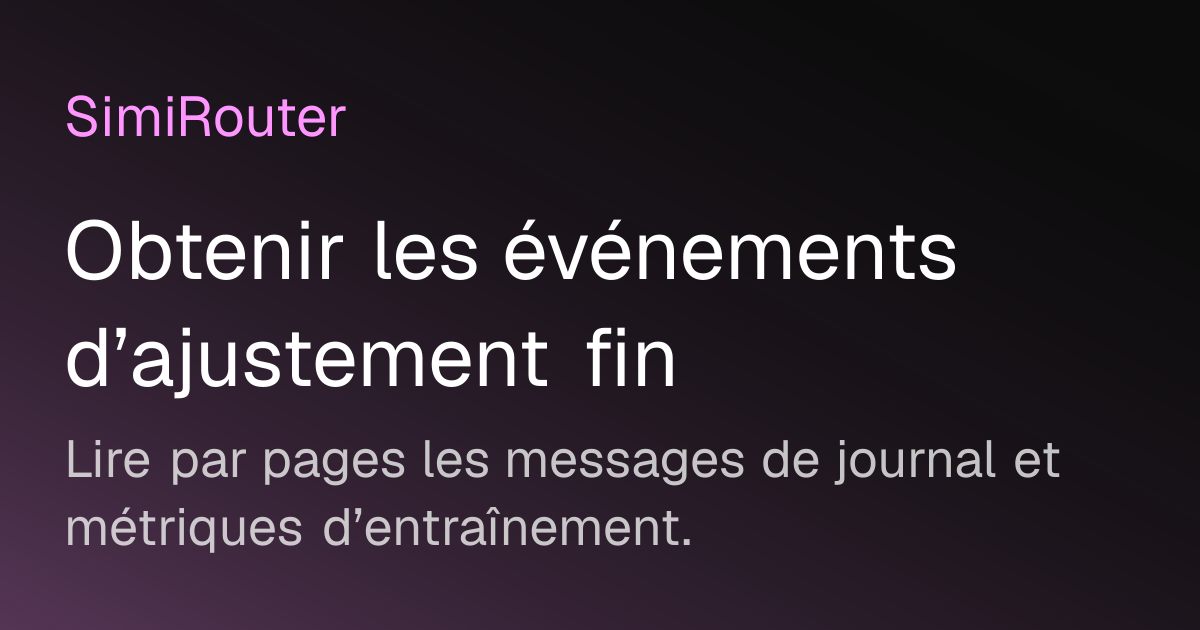 SimiRouter
Obtenir les événements
d’ajustement fin
Lire par pages les messages de journal et
métriques d’entraînement.